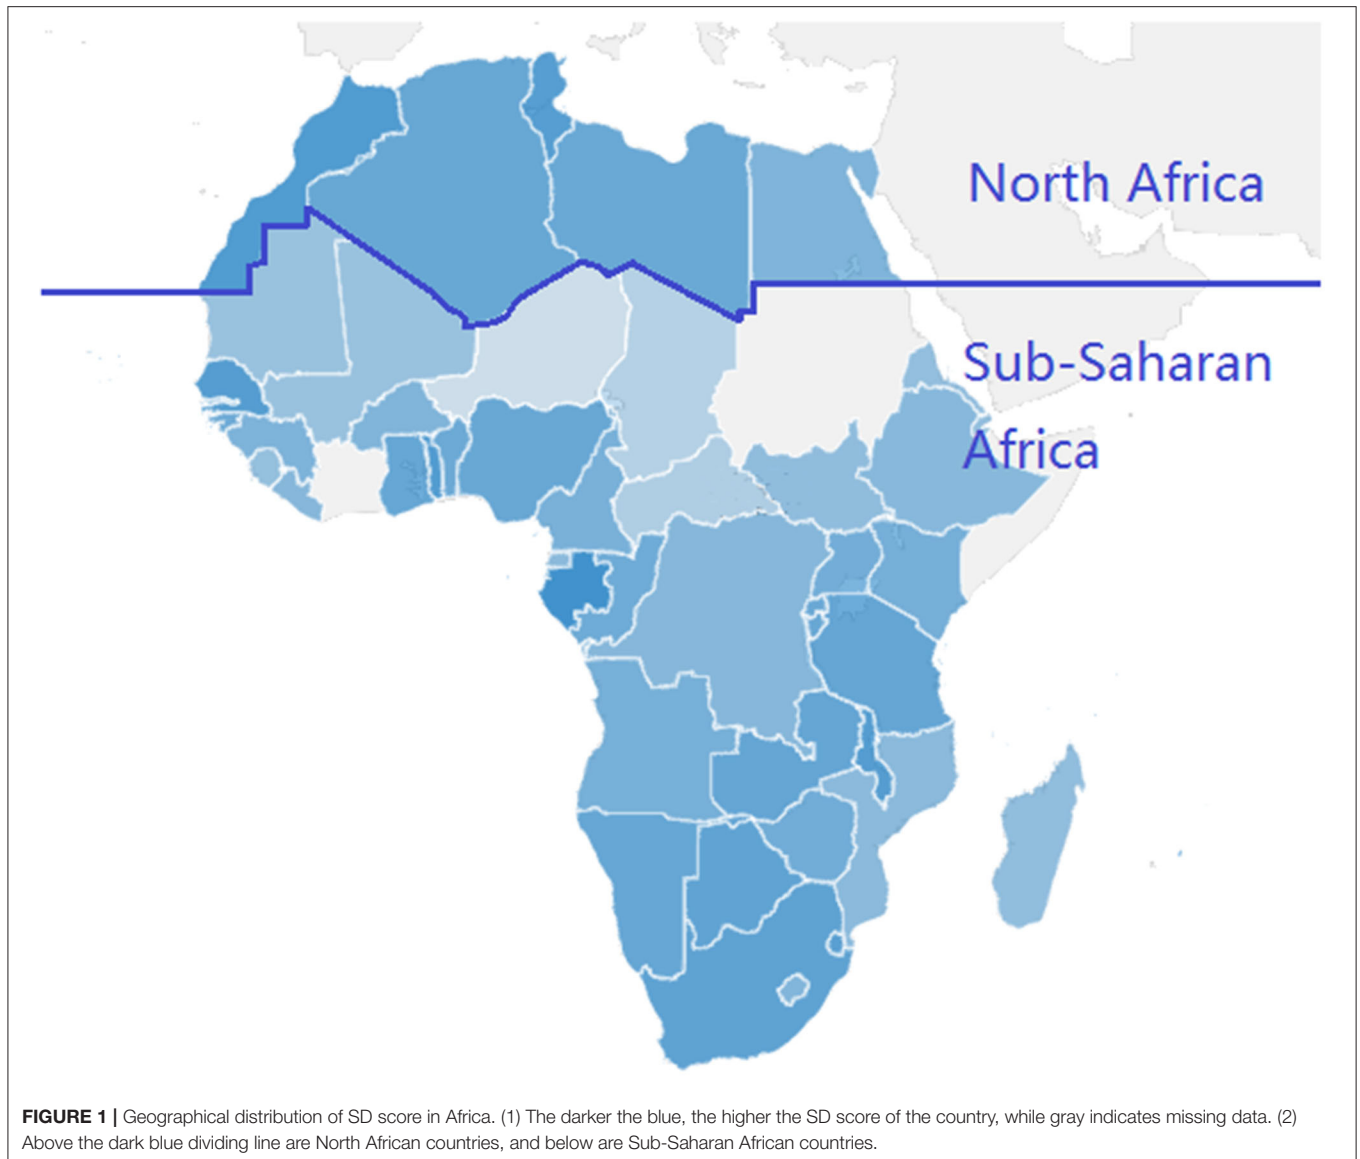 North Africa
Sub-Saharan
Africa
FIGURE 1 | Geographical distribution of SD score in Africa. (1) The darker the blue, the higher the SD score of the country, while gray indicates missing data. (2)
Above the dark blue dividing line are North African countries, and below are Sub-Saharan African countries.